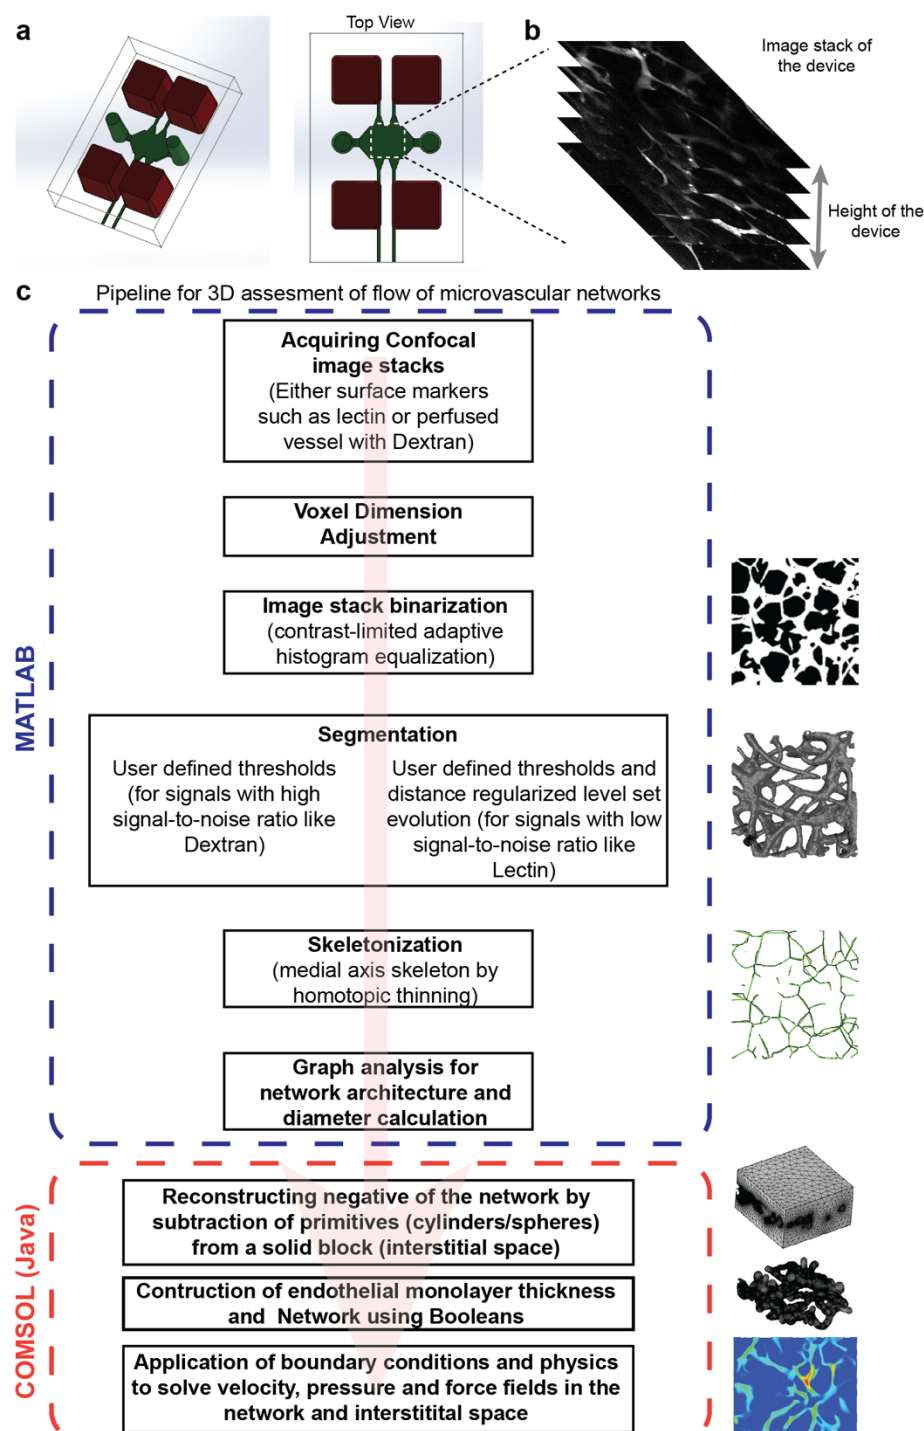 a
Top View
b
Image stack of
the device
Height of the
device
c
Pipeline for 3D assesment of flow of microvascular networks
MATLAB
Acquiring Confocal
image stacks
(Either surface markers
such as lectin or perfused
vessel with Dextran)
Voxel Dimension
Adjustment
Image stack binarization
(contrast-limited adaptive
histogram equalization)
Segmentation
User defined thresholds
(for signals with high
signal-to-noise ratio like
Dextran)
User defined thresholds and
distance regularized level set
evolution (for signals with low
signal-to-noise ratio like
Lectin)
Skeletonization
(medial axis skeleton by
homotopic thinning)
Graph analysis for
network architecture and
diameter calculation
COMSOL (Java)
Reconstructing negative of the network by
subtraction of primitives (cylinders/spheres)
from a solid block (interstitial space)
Contruction of endothelial monolayer thickness
and Network using Booleans
Application of boundary conditions and physics
to solve velocity, pressure and force fields in the
network and interstitital space